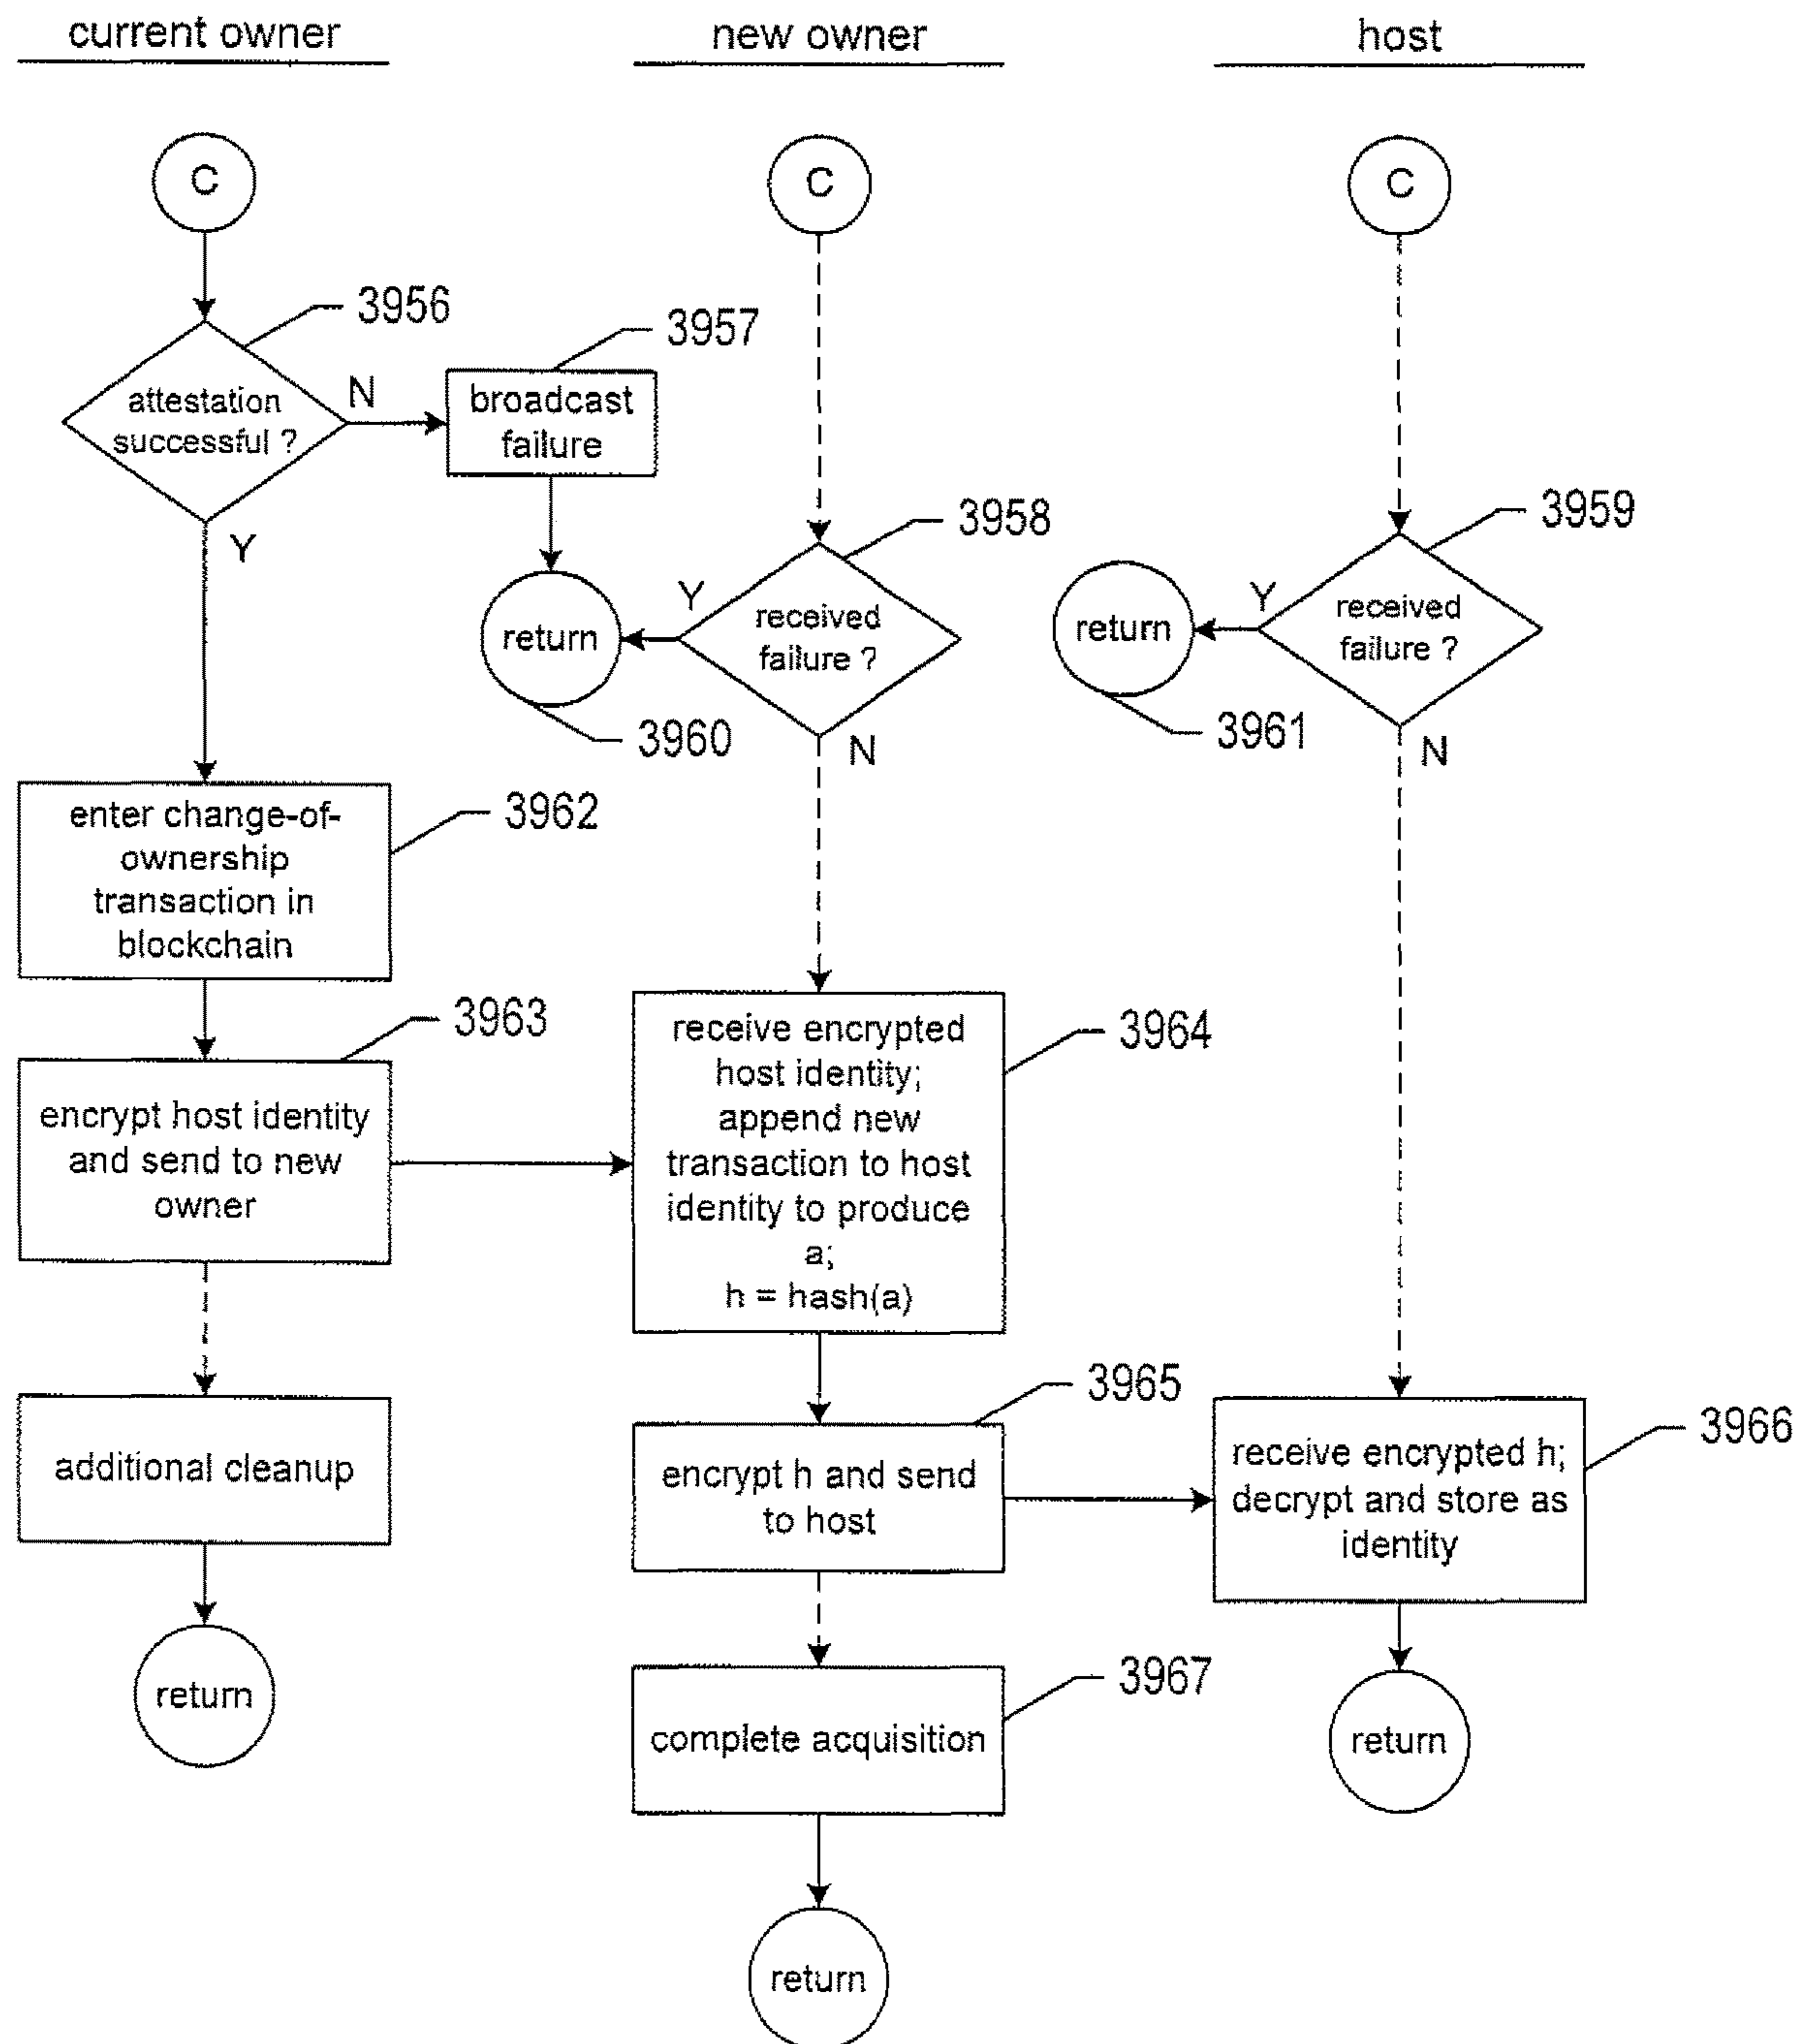 current owner
new owner
host
C
C
C
3956
attestation
successful ?
N
Y
3957
broadcast
failure
3958
received
failure ?
Y
N
return
3960
3959
received
failure ?
Y
N
return
3961
enter change-of-
ownership
transaction in
blockchain
3962
3963
encrypt host identity
and send to new
owner
receive encrypted
host identity;
append new
transaction to host
identity to produce
a;
h = hash(a)
3964
3965
encrypt h and send
to host
receive encrypted h;
decrypt and store as
identity
3966
additional cleanup
return
complete acquisition
3967
return
return